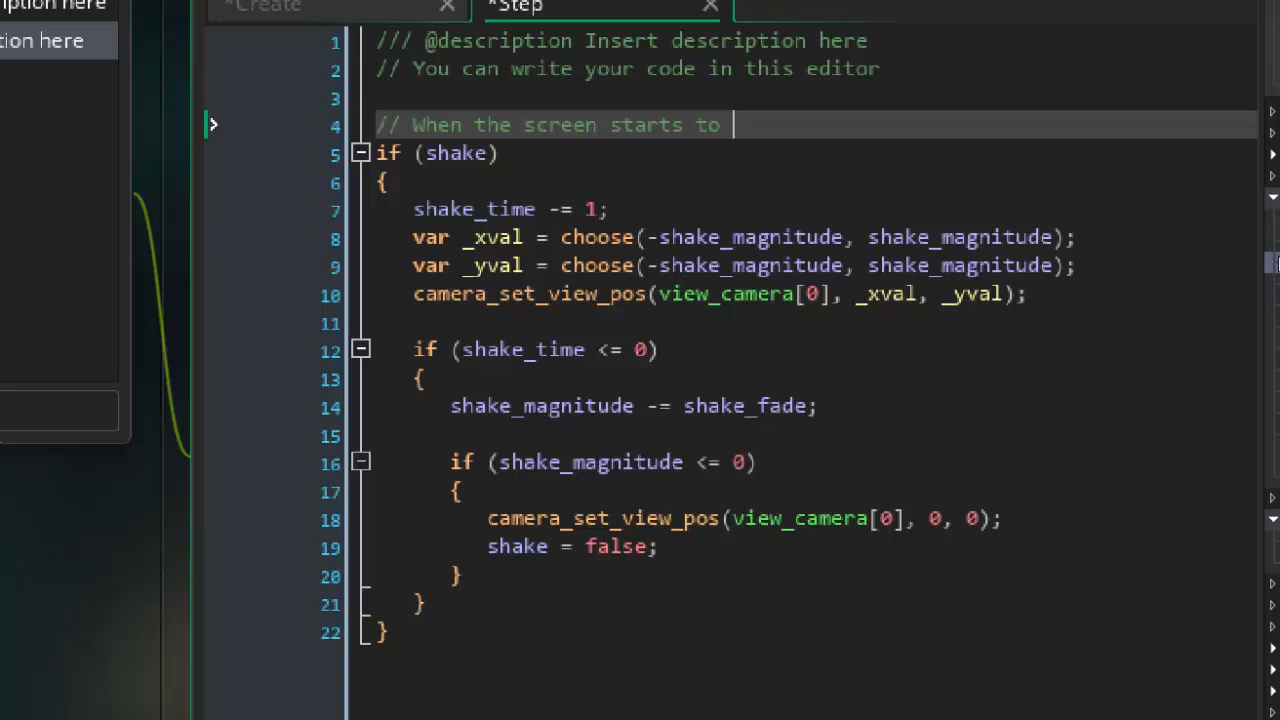 ription here
*Create
*Step
tion here
1 /// @description Insert description here
2 // You can write your code in this editor
3
4 // When the screen starts to
5 if (shake)
6 {
7 shake_time -= 1;
8 var _xval = choose(-shake_magnitude, shake_magnitude);
9 var _yval = choose(-shake_magnitude, shake_magnitude);
10 camera_set_view_pos(view_camera[0], _xval, _yval);
11
12 if (shake_time <= 0)
13 {
14 shake_magnitude -= shake_fade;
15
16 if (shake_magnitude <= 0)
17 {
18 camera_set_view_pos(view_camera[0], 0, 0);
19 shake = false;
20 }
21 }
22 }